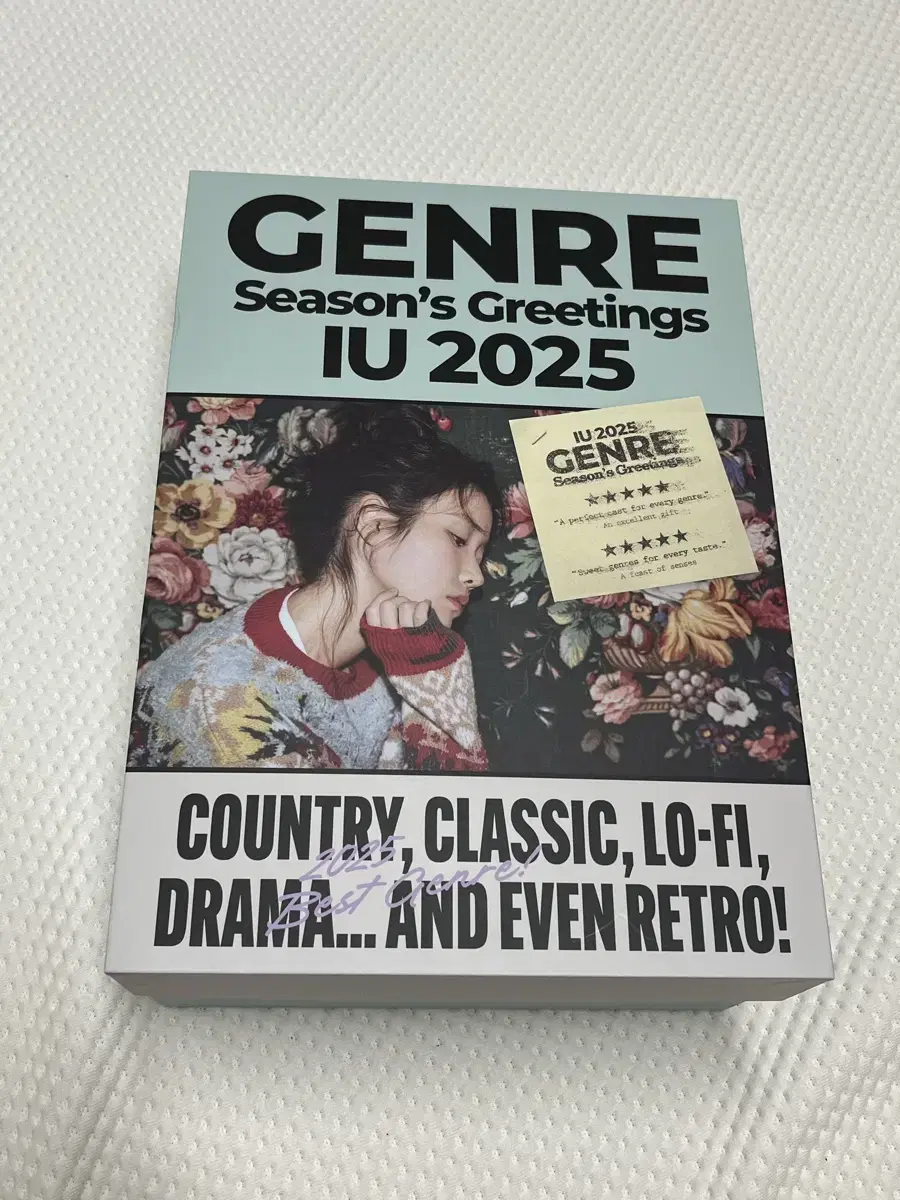 GENRE
Season's Greetings
IU 2025
IU 2025
GENRE
Season's Greetings
★★★★★
"A perfect cast for every genre."
An excellent gift
★★★★★
"Sweet genres for every taste."
A feast of senses
COUNTRY, CLASSIC, LO-FI,
DRAMA... AND EVEN RETRO!
2025
Best Genre!